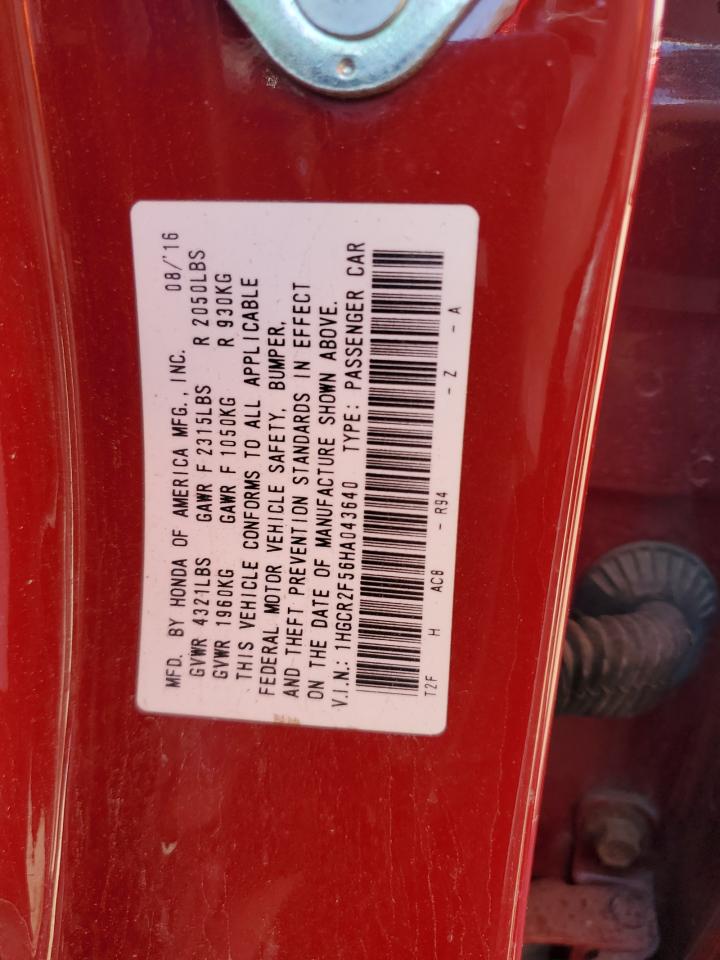 MFD. BY HONDA OF AMERICA MFG., INC. 08/'16
GVWR 4321LBS GAWR F 2315LBS R 2050LBS
GVWR 1960KG GAWR F 1050KG R 930KG
THIS VEHICLE CONFORMS TO ALL APPLICABLE
FEDERAL MOTOR VEHICLE SAFETY, BUMPER,
AND THEFT PREVENTION STANDARDS IN EFFECT
ON THE DATE OF MANUFACTURE SHOWN ABOVE.
V.I.N.: 1HGCR2F56HA043640 TYPE: PASSENGER CAR
T2F H AC8 - R94 - Z - A